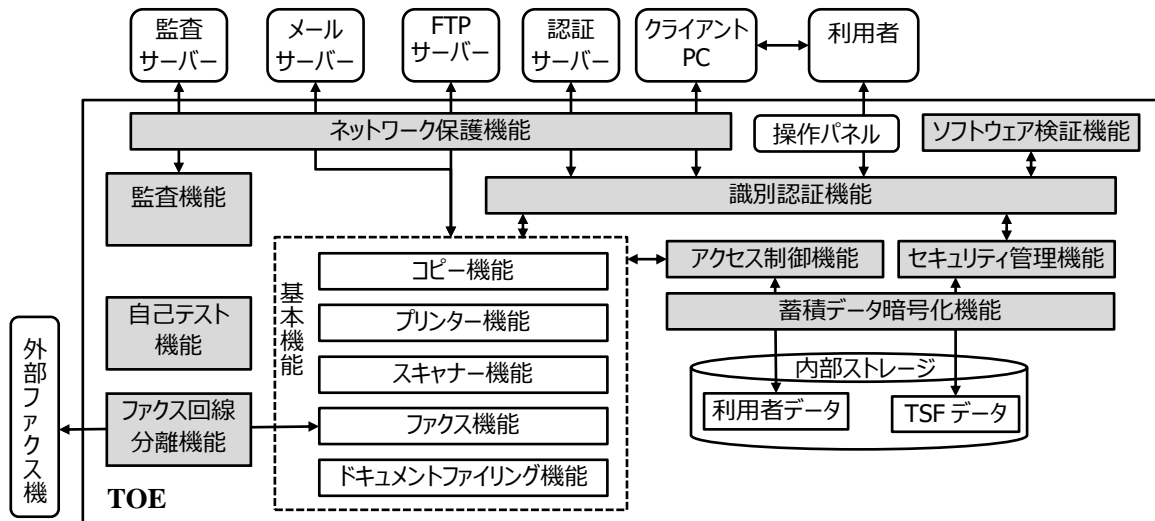 監査
サーバー
メール
サーバー
FTP
サーバー
認証
サーバー
クライアント
PC
利用者
ネットワーク保護機能
操作パネル
ソフトウェア検証機能
監査機能
識別認証機能
基本機能
コピー機能
プリンター機能
スキャナー機能
ファクス機能
ドキュメントファイリング機能
アクセス制御機能
セキュリティ管理機能
自己テスト
機能
蓄積データ暗号化機能
内部ストレージ
利用者データ
TSF データ
外部ファクス機
ファクス回線
分離機能
TOE